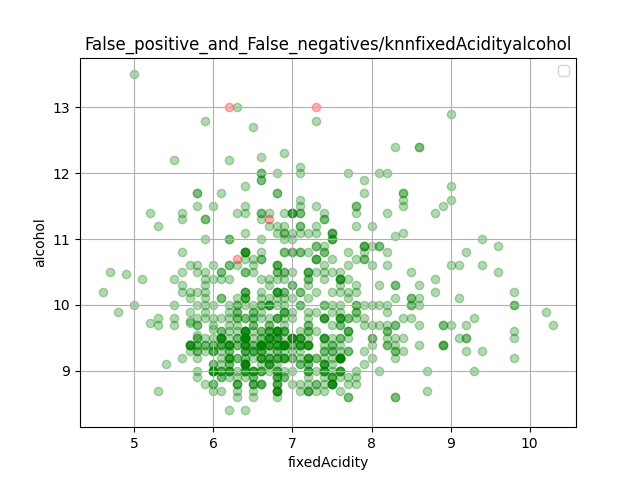 False_positive_and_False_negatives/knnfixedAcidityalcohol
13
12
11
10
9
alcohol
5 6 7 8 9 10
fixedAcidity